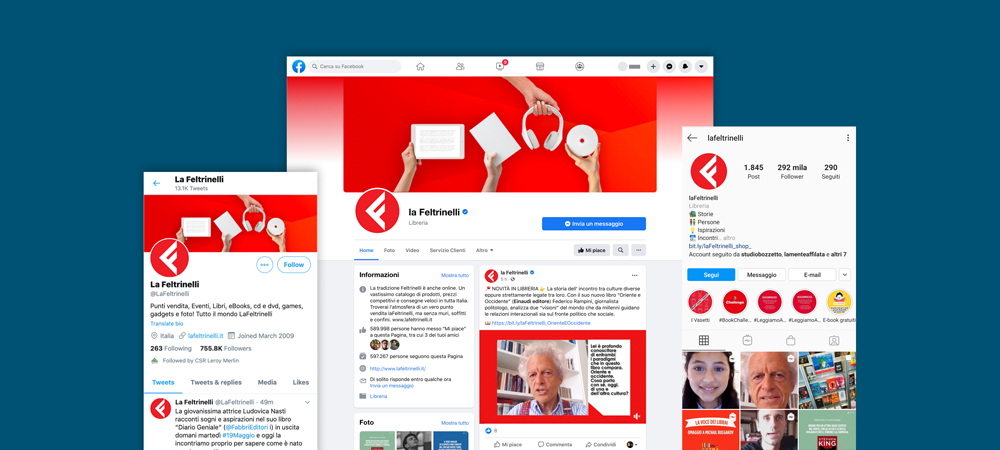 La Feltrinelli
13.1K Tweets
Follow
La Feltrinelli
@LaFeltrinelli
Punti vendita, Eventi, Libri, eBooks, cd e dvd, games,
gadgets e foto! Tutto il mondo LaFeltrinelli
Translate bio
Italia lafeltrinelli.it Joined March 2009
263 Following 755.8K Followers
Followed by CSR Leroy Merlin
Tweets Tweets & replies Media Likes
La Feltrinelli @LaFeltrinelli · 49m
La giovanissima attrice Ludovica Nasti
racconti sogni e aspirazioni nel suo libro
"Diario Geniale" (@FabbriEditori i) in uscita
domani martedì #19Maggio e oggi la
incontriamo proprio per sapere come è nato
Cerca su Facebook
la Feltrinelli
Libreria
Invia un messaggio
Home Foto Video Servizio Clienti Altro
Mi piace
Informazioni Mostra tutto
La tradizione Feltrinelli è anche online. Un
vastissimo catalogo di prodotti, prezzi
competitivi e consegne veloci in tutta Italia.
Troverai l'atmosfera di un vero punto
vendita laFeltrinelli, ma senza muri, soffitti
e confini. www.lafeltrinelli.it
589.998 persone hanno messo "Mi piace"
a questa Pagina, tra cui 3 dei tuoi amici
597.267 persone seguono questa Pagina
http://www.lafeltrinelli.it/
Di solito risponde entro qualche ora
Invia un messaggio
Libreria
Foto Mostra tutto
la Feltrinelli
5 h
NOVITÀ IN LIBRERIA La storia dell' incontro tra culture diverse
eppure strettamente legate tra loro. Con il suo nuovo libro "Oriente e
Occidente" (Einaudi editore) Federico Rampini, giornalista
politologo, analizza due "visioni" del mondo che da millenni guidano
le relazioni internazionali sia sul fronte politico che sociale.
https://bit.ly/laFeltrinelli_OrienteEOccidente
Lei è profondo
conoscitore
di entrambi
i paradigmi
che in questo
libro compara.
Oriente e
occidente.
Cosa porta
con sé, oggi,
di una e
dell'altra cultura?
8
Mi piace Commenta Condividi
lafeltrinelli
1.845 292 mila 290
Post Follower Seguiti
laFeltrinelli
Libreria
Storie
Persone
Ispirazioni
Incontri... altro
bit.ly/laFeltrinelli_shop_
Account seguito da studiobozzetto, lamenteaffilata e altri 7
Segui Messaggio E-mail
I Vassetti #BookChalle... #LeggiamoA... #LeggiamoA... E-book gratuiti
LA VOCE DEI LIBRAI
STEPHEN
KING